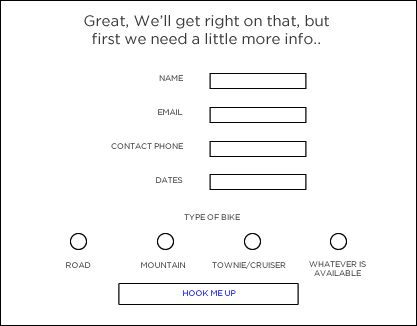 Great, We'll get right on that, but
first we need a little more info..
NAME
EMAIL
CONTACT PHONE
DATES
TYPE OF BIKE
ROAD
MOUNTAIN
TOWNIE/CRUISER
WHATEVER IS
AVAILABLE
HOOK ME UP